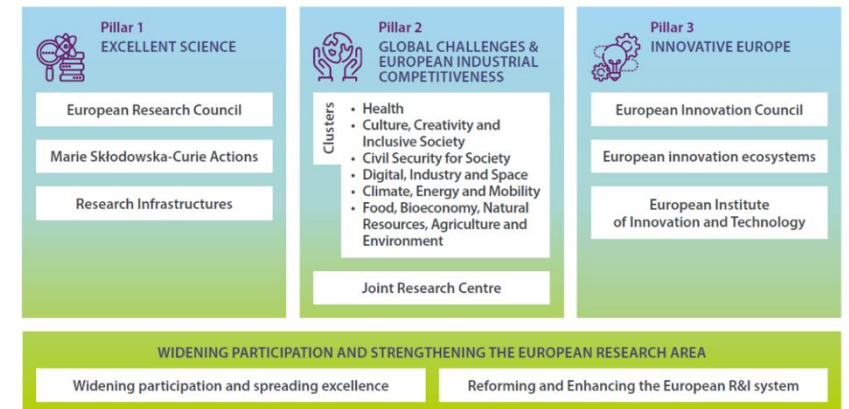 Pillar 1
EXCELLENT SCIENCE
European Research Council
Marie Skłodowska-Curie Actions
Research Infrastructures
Pillar 2
GLOBAL CHALLENGES &
EUROPEAN INDUSTRIAL
COMPETITIVENESS
Clusters
• Health
• Culture, Creativity and
Inclusive Society
• Civil Security for Society
• Digital, Industry and Space
• Climate, Energy and Mobility
• Food, Bioeconomy, Natural
Resources, Agriculture and
Environment
Joint Research Centre
Pillar 3
INNOVATIVE EUROPE
European Innovation Council
European innovation ecosystems
European Institute
of Innovation and Technology
WIDENING PARTICIPATION AND STRENGTHENING THE EUROPEAN RESEARCH AREA
Widening participation and spreading excellence
Reforming and Enhancing the European R&I system